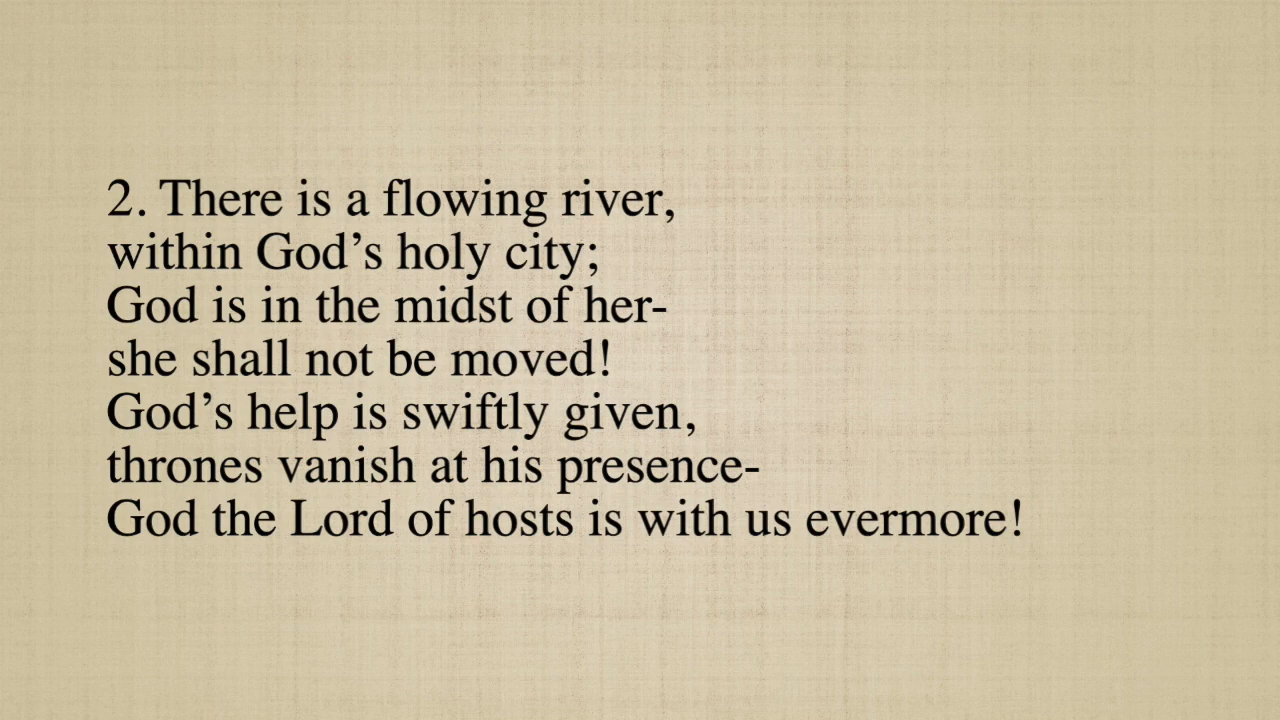 2. There is a flowing river,
within God’s holy city;
God is in the midst of her-
she shall not be moved!
God’s help is swiftly given,
thrones vanish at his presence-
God the Lord of hosts is with us evermore!